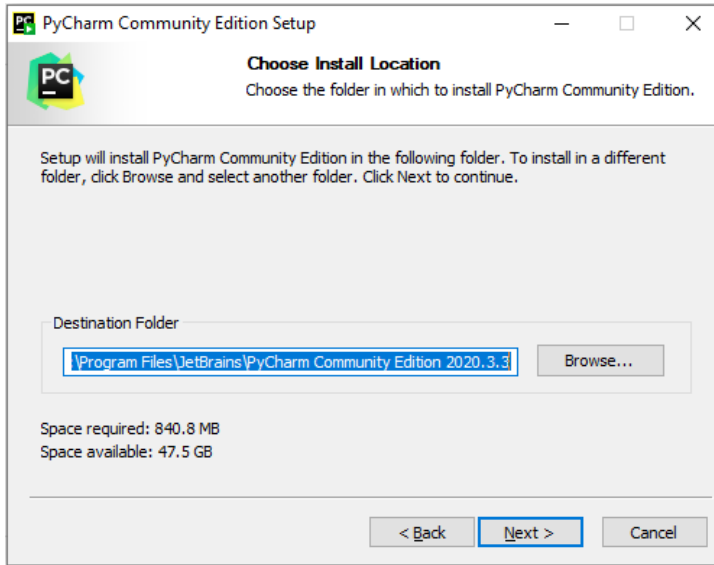 PC PyCharm Community Edition Setup
PC
Choose Install Location
Choose the folder in which to install PyCharm Community Edition.
Setup will install PyCharm Community Edition in the following folder. To install in a different
folder, click Browse and select another folder. Click Next to continue.
Destination Folder
:\Program Files\JetBrains\PyCharm Community Edition 2020.3.3
Browse...
Space required: 840.8 MB
Space available: 47.5 GB
< Back
Next >
Cancel